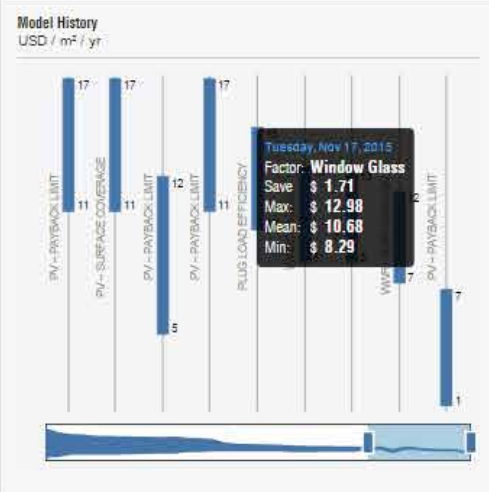 Model History
USD / m² / yr
17
17
17
12
11
11
11
5
PV – PAYBACK LIMIT
PV – SURFACE COVERAGE
PV – PAYBACK LIMIT
PV – PAYBACK LIMIT
PLUG LOAD EFFICIENCY
PV – PAYBACK LIMIT
Tuesday, Nov 17, 2015
Factor: Window Glass
Save $ 1.71
Max: $ 12.98
Mean: $ 10.68
Min: $ 8.29
7
7
1